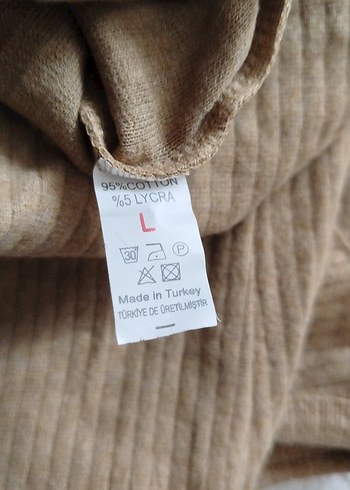 95%COTTON
%5 LYCRA
L
30 P
Made in Turkey
TÜRKİYE DE ÜRETİLMİŞTİR